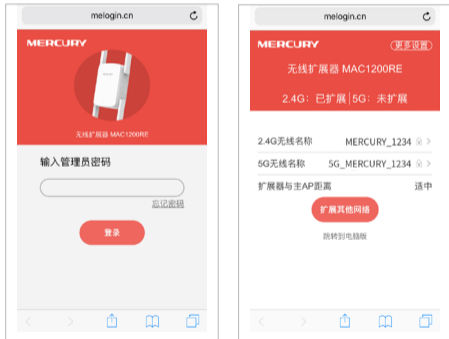 melogin.cn
MERCURY
无线扩展器 MAC1200RE
输入管理员密码
忘记密码
登录
melogin.cn
MERCURY
更多设置
无线扩展器 MAC1200RE
2.4G：已扩展 | 5G：未扩展
2.4G无线名称 MERCURY_1234
5G无线名称 5G_MERCURY_1234
扩展器与主AP距离 适中
扩展其他网络
跳转到电脑版